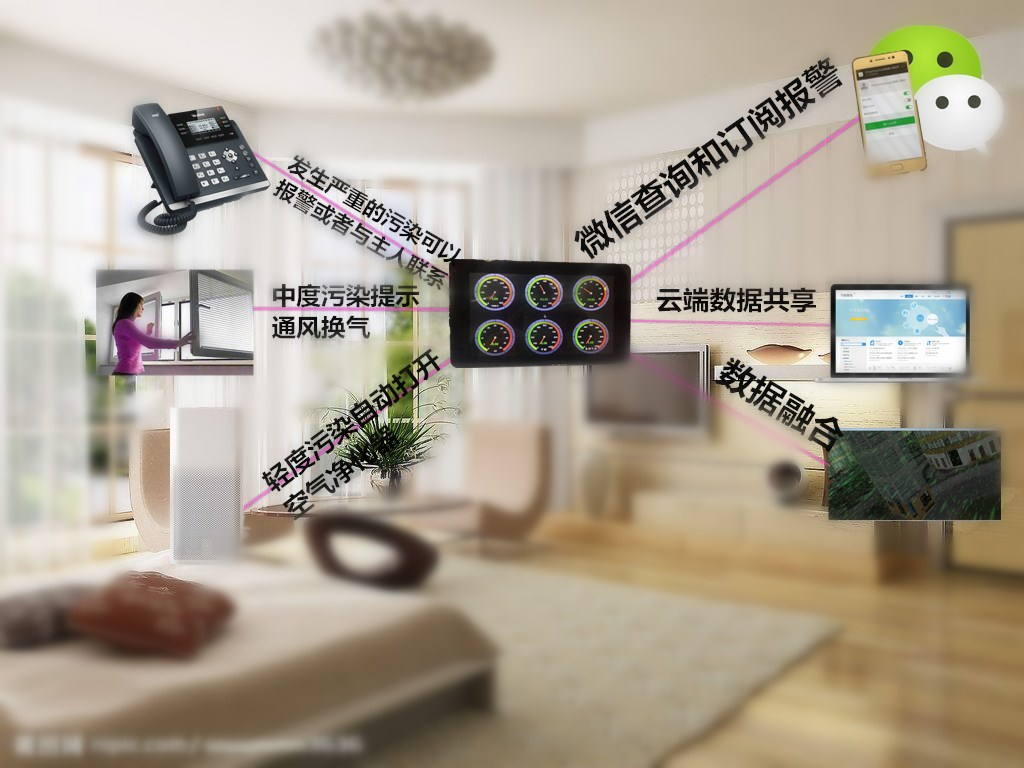 发生严重的污染可以
报警或者与主人联系
微信查询和订阅报警
中度污染提示
通风换气
云端数据共享
轻度污染自动打开
空气净
数据融合